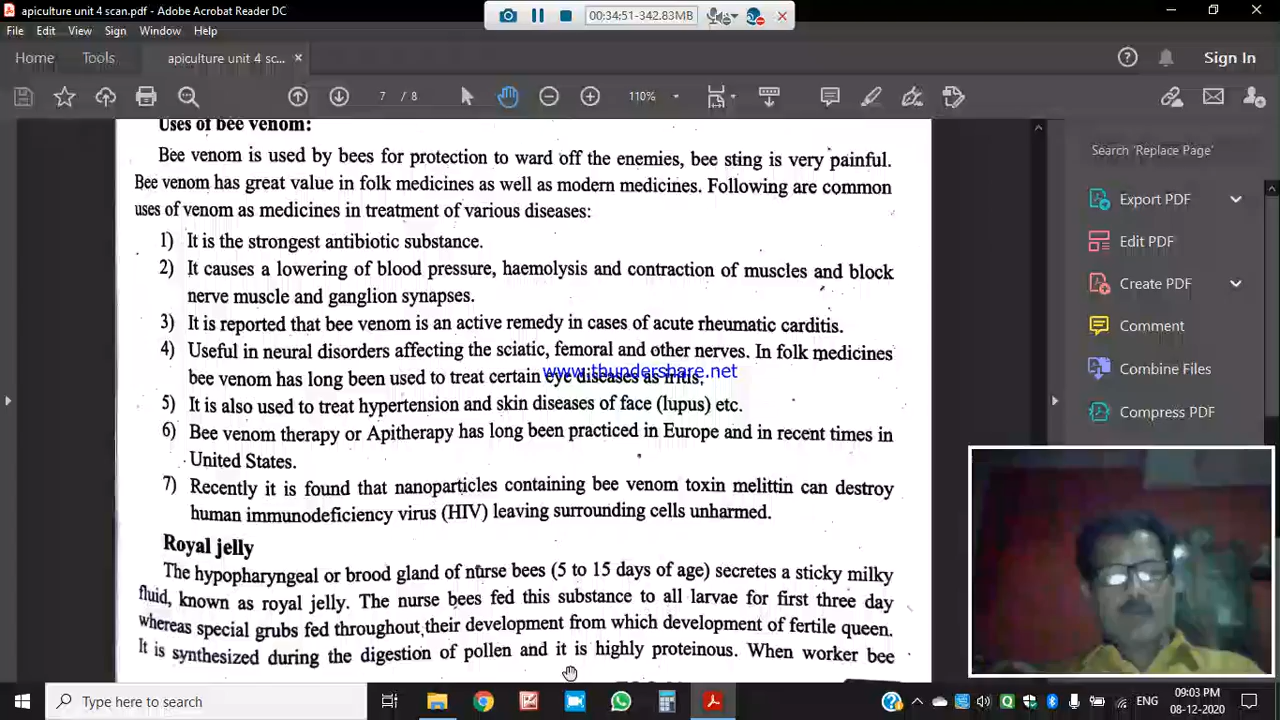 apiculture unit 4 scan.pdf - Adobe Acrobat Reader DC
00:34:51-342.83MB
File Edit View Sign Window Help
Home Tools apiculture unit 4 sc... × Sign In
7 / 8 110%
Uses of bee venom:
Bee venom is used by bees for protection to ward off the enemies, bee sting is very painful.
Bee venom has great value in folk medicines as well as modern medicines. Following are common
uses of venom as medicines in treatment of various diseases:
1) It is the strongest antibiotic substance.
2) It causes a lowering of blood pressure, haemolysis and contraction of muscles and block
nerve muscle and ganglion synapses.
3) It is reported that bee venom is an active remedy in cases of acute rheumatic carditis.
4) Useful in neural disorders affecting the sciatic, femoral and other nerves. In folk medicines
bee venom has long been used to treat certain eye diseases as iritis,
www.thundershare.net
5) It is also used to treat hypertension and skin diseases of face (lupus) etc.
6) Bee venom therapy or Apitherapy has long been practiced in Europe and in recent times in
United States.
7) Recently it is found that nanoparticles containing bee venom toxin melittin can destroy
human immunodeficiency virus (HIV) leaving surrounding cells unharmed.
Royal jelly
The hypopharyngeal or brood gland of nurse bees (5 to 15 days of age) secretes a sticky milky
fluid, known as royal jelly. The nurse bees fed this substance to all larvae for first three day
whereas special grubs fed throughout their development from which development of fertile queen.
It is synthesized during the digestion of pollen and it is highly proteinous. When worker bee
Search 'Replace Page'
Export PDF
Edit PDF
Create PDF
Comment
Combine Files
Compress PDF
Type here to search
ENG
09:03 PM
08-12-2020